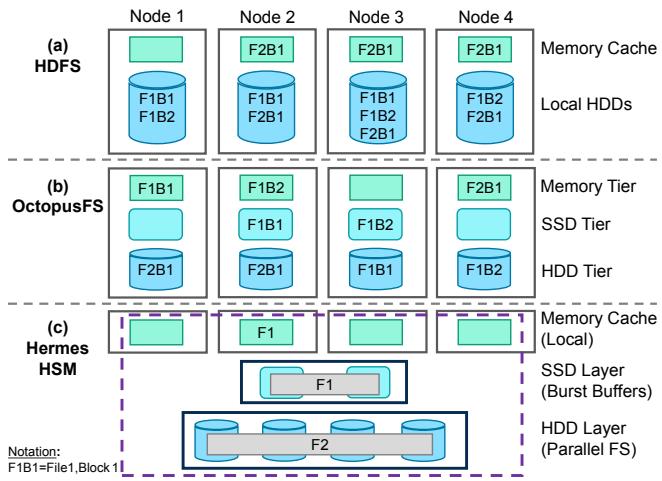 Node 1 Node 2 Node 3 Node 4
(a)
HDFS
F2B1 F2B1 F2B1
Memory Cache
F1B1 F1B1 F1B1 F1B2
F1B2 F2B1 F1B2 F2B1
F2B1
Local HDDs
(b)
OctopusFS
F1B1 F1B2 F2B1
Memory Tier
F1B1 F1B2
SSD Tier
F2B1 F2B1 F1B1 F1B2
HDD Tier
(c)
Hermes
HSM
F1
Memory Cache
(Local)
F1
SSD Layer
(Burst Buffers)
F2
HDD Layer
(Parallel FS)
Notation:
F1B1=File1,Block1